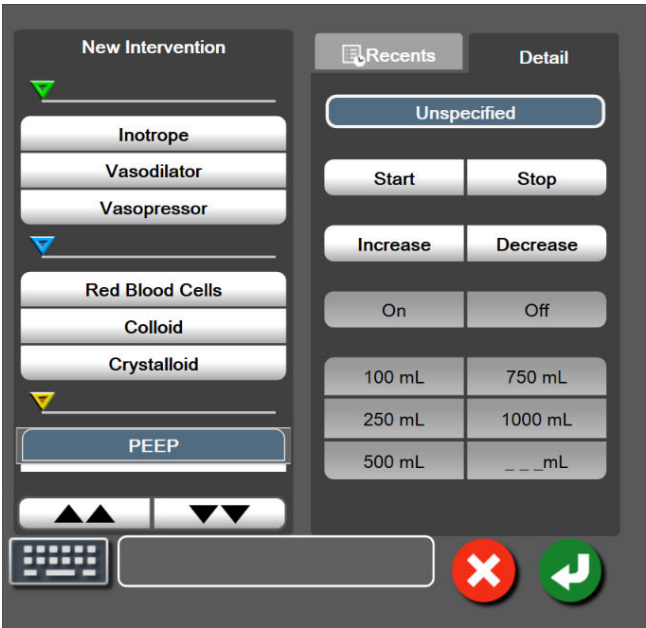 New Intervention
Inotrope
Vasodilator
Vasopressor
Red Blood Cells
Colloid
Crystalloid
PEEP
Recents
Detail
Unspecified
Start Stop
Increase Decrease
On Off
100 mL 750 mL
250 mL 1000 mL
500 mL _ _ _mL